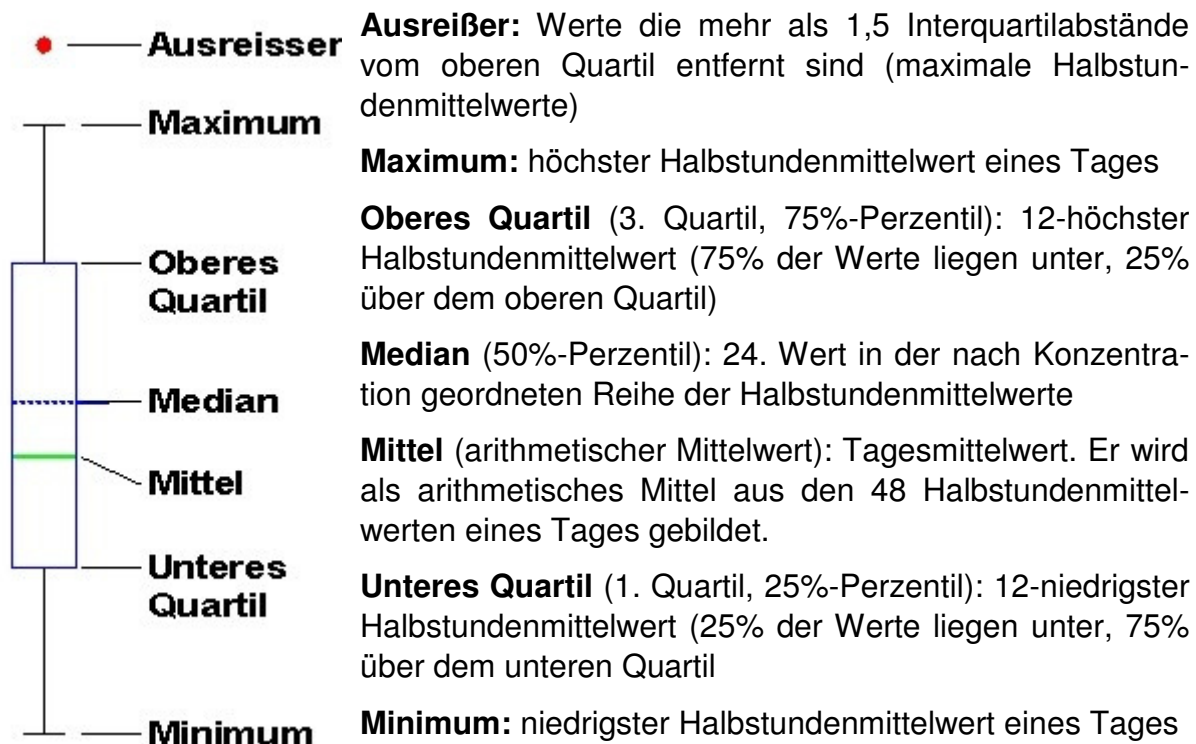 Ausreisser
Maximum
Oberes
Quartil
Median
Mittel
Unteres
Quartil
Minimum
Ausreißer: Werte die mehr als 1,5 Interquartilabstände
vom oberen Quartil entfernt sind (maximale Halbstun-
denmittelwerte)
Maximum: höchster Halbstundenmittelwert eines Tages
Oberes Quartil (3. Quartil, 75%-Perzentil): 12-höchster
Halbstundenmittelwert (75% der Werte liegen unter, 25%
über dem oberen Quartil)
Median (50%-Perzentil): 24. Wert in der nach Konzentra-
tion geordneten Reihe der Halbstundenmittelwerte
Mittel (arithmetischer Mittelwert): Tagesmittelwert. Er wird
als arithmetisches Mittel aus den 48 Halbstundenmittel-
werten eines Tages gebildet.
Unteres Quartil (1. Quartil, 25%-Perzentil): 12-niedrigster
Halbstundenmittelwert (25% der Werte liegen unter, 75%
über dem unteren Quartil
Minimum: niedrigster Halbstundenmittelwert eines Tages